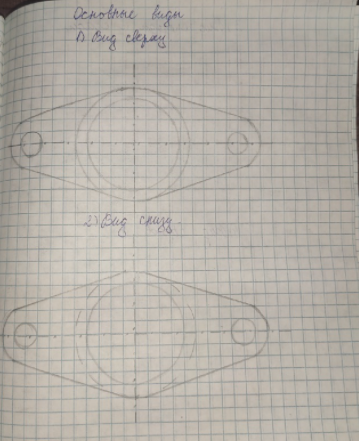 Основные виды
1) Вид сверху
2) Вид снизу